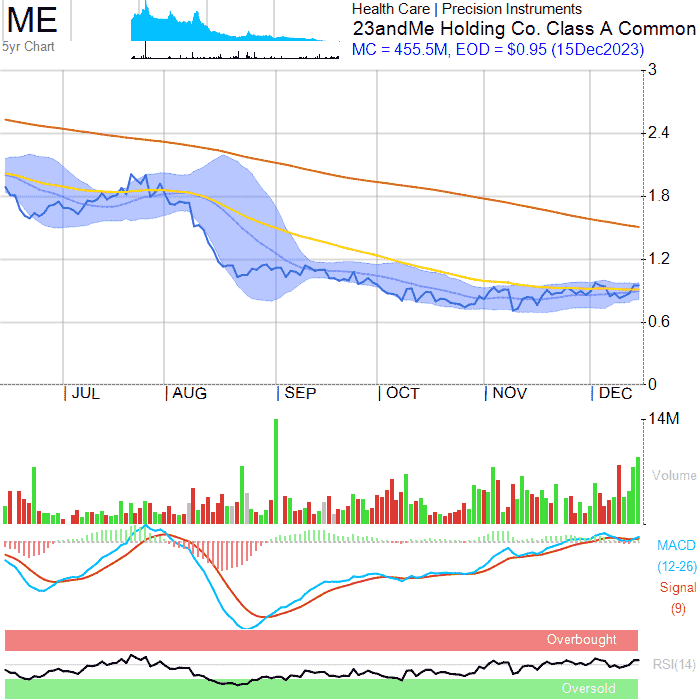 ME
5yr Chart
Health Care | Precision Instruments
23andMe Holding Co. Class A Common
MC = 455.5M, EOD = $0.95 (15Dec2023)
3
2.4
1.8
1.2
0.6
0
JUL AUG SEP OCT NOV DEC
14M
Volume
MACD
(12-26)
Signal
(9)
Overbought
RSI(14)
Oversold